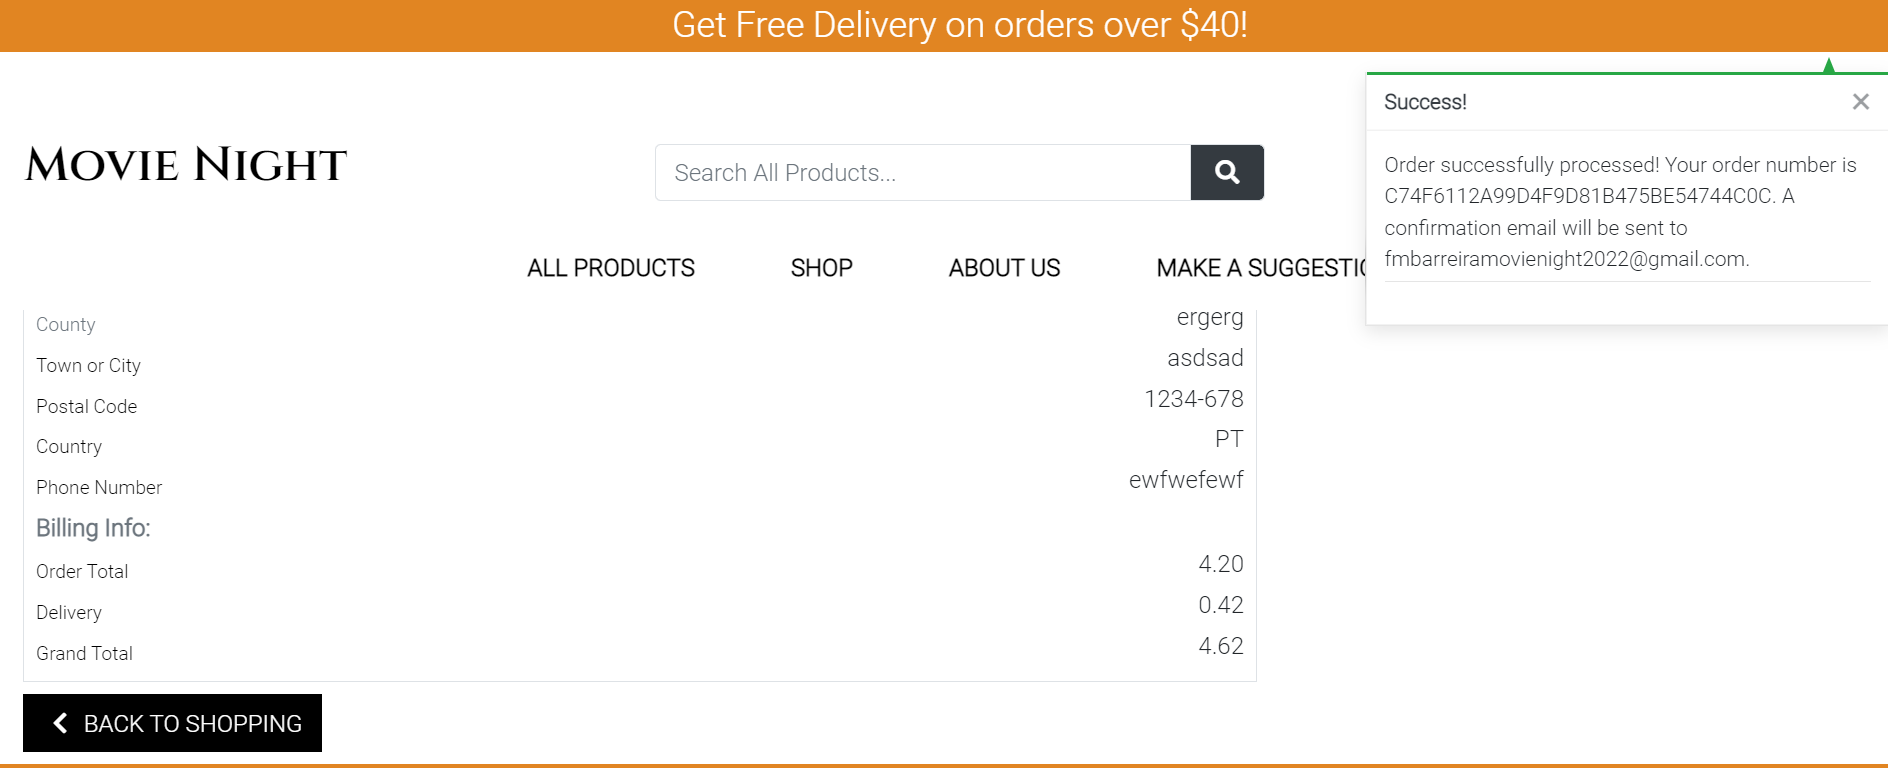 Get Free Delivery on orders over $40!
Success!
Order successfully processed! Your order number is
C74F6112A99D4F9D81B475BE54744C0C. A
confirmation email will be sent to
fmbarreiramovienight2022@gmail.com.
Movie Night
Search All Products...
ALL PRODUCTS SHOP ABOUT US MAKE A SUGGESTIO
County ergerg
Town or City asdsad
Postal Code 1234-678
Country PT
Phone Number ewfwefewf
Billing Info:
Order Total 4.20
Delivery 0.42
Grand Total 4.62
BACK TO SHOPPING